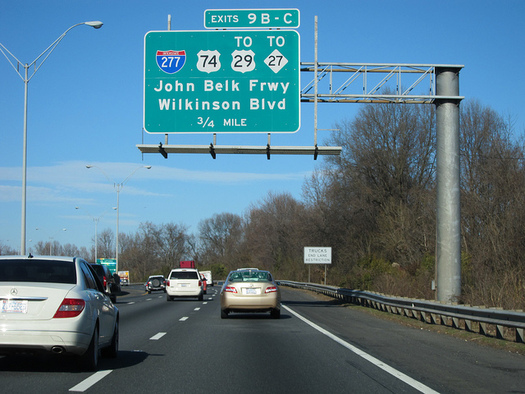 EXITS 9B-C
TO TO
277 74 29 27
John Belk Frwy
Wilkinson Blvd
3/4 MILE
TRUCKS
END LANE
RESTRICTION